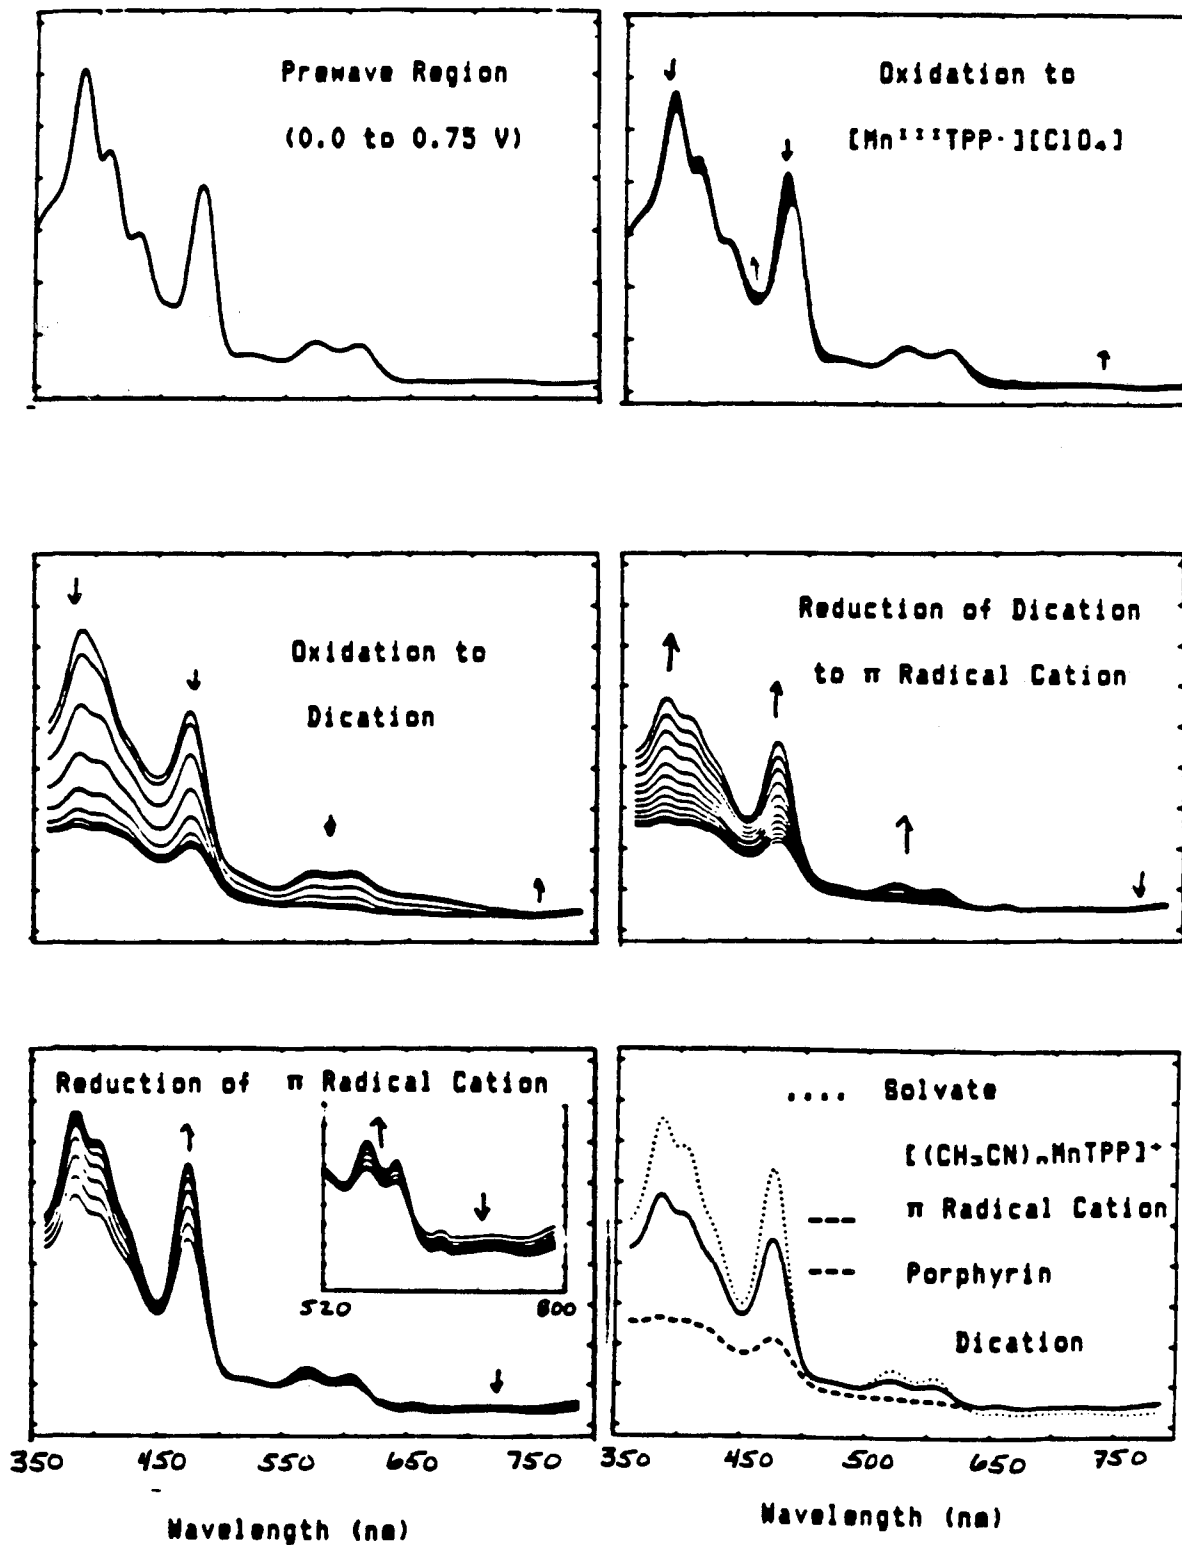 Prewave Region
(0.0 to 0.75 V)
Oxidation to
[MnᴵᴵᴵTPP·][ClO₄]
Oxidation to
Dication
Reduction of Dication
to π Radical Cation
Reduction of π Radical Cation
520 800
350 450 550 650 750
Wavelength (nm)
.... Solvate
[(CH₃CN)ₙMnTPP]⁺
--- π Radical Cation
--- Porphyrin
Dication
350 450 500 650 750
Wavelength (nm)